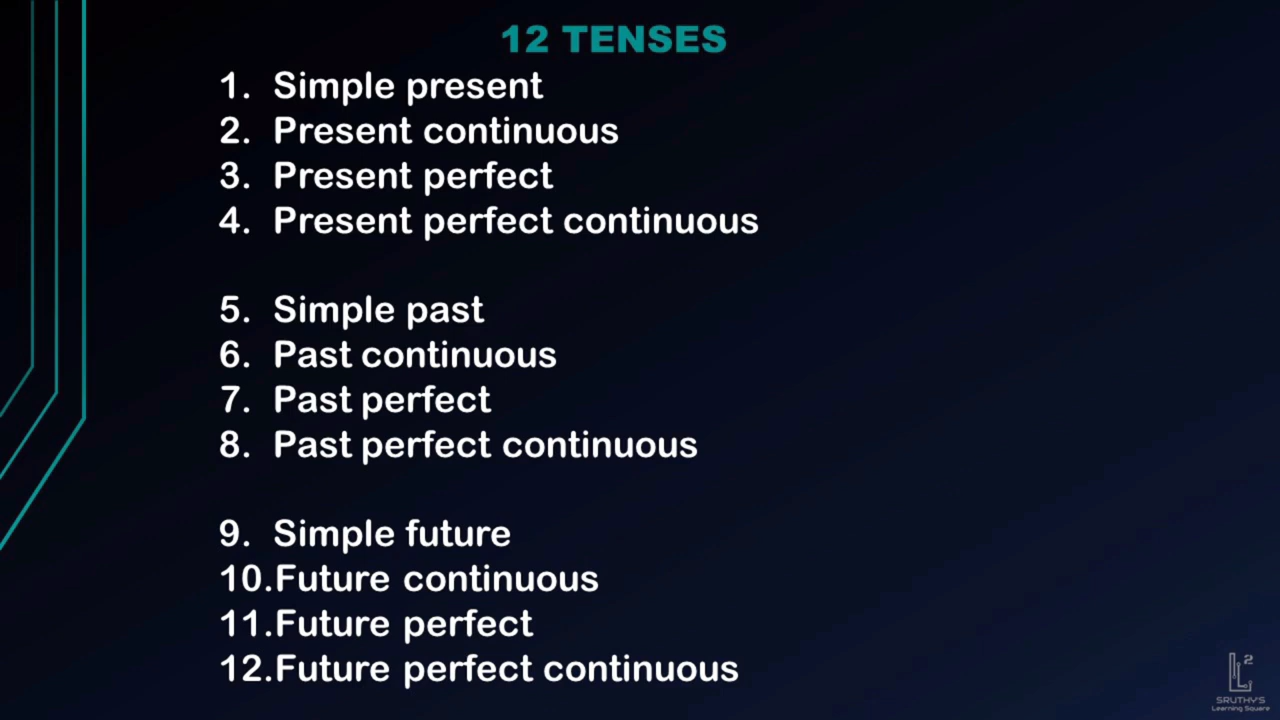 12 TENSES
1. Simple present
2. Present continuous
3. Present perfect
4. Present perfect continuous
5. Simple past
6. Past continuous
7. Past perfect
8. Past perfect continuous
9. Simple future
10.Future continuous
11.Future perfect
12.Future perfect continuous
L2
SRUTHY'S
Learning Square